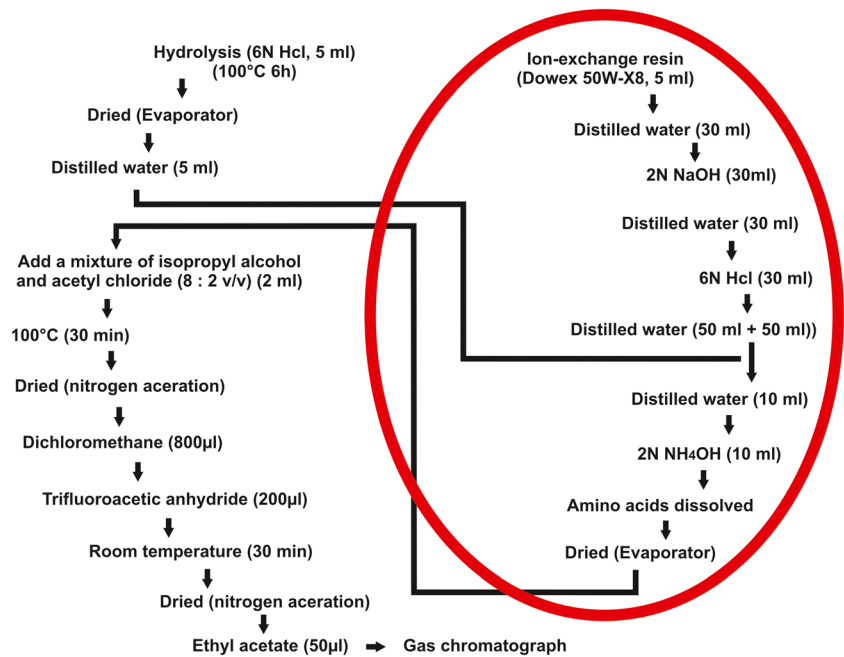 Hydrolysis (6N Hcl, 5 ml)
(100°C 6h)
Dried (Evaporator)
Distilled water (5 ml)
Add a mixture of isopropyl alcohol
and acetyl chloride (8 : 2 v/v) (2 ml)
100°C (30 min)
Dried (nitrogen aceration)
Dichloromethane (800µl)
Trifluoroacetic anhydride (200µl)
Room temperature (30 min)
Dried (nitrogen aceration)
Ethyl acetate (50µl)
Gas chromatograph
Ion-exchange resin
(Dowex 50W-X8, 5 ml)
Distilled water (30 ml)
2N NaOH (30ml)
Distilled water (30 ml)
6N Hcl (30 ml)
Distilled water (50 ml + 50 ml))
Distilled water (10 ml)
2N NH4OH (10 ml)
Amino acids dissolved
Dried (Evaporator)